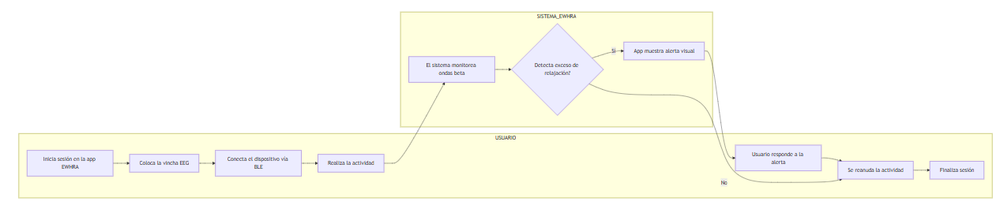 SISTEMA_EWHRA
El sistema monitorea
ondas beta
Detecta exceso de
relajación?
Sí
App muestra alerta visual
USUARIO
Inicia sesión en la app
EWHRA
Coloca la vincha EEG
Conecta el dispositivo vía
BLE
Realiza la actividad
Usuario responde a la
alerta
No
Se reanuda la actividad
Finaliza sesión